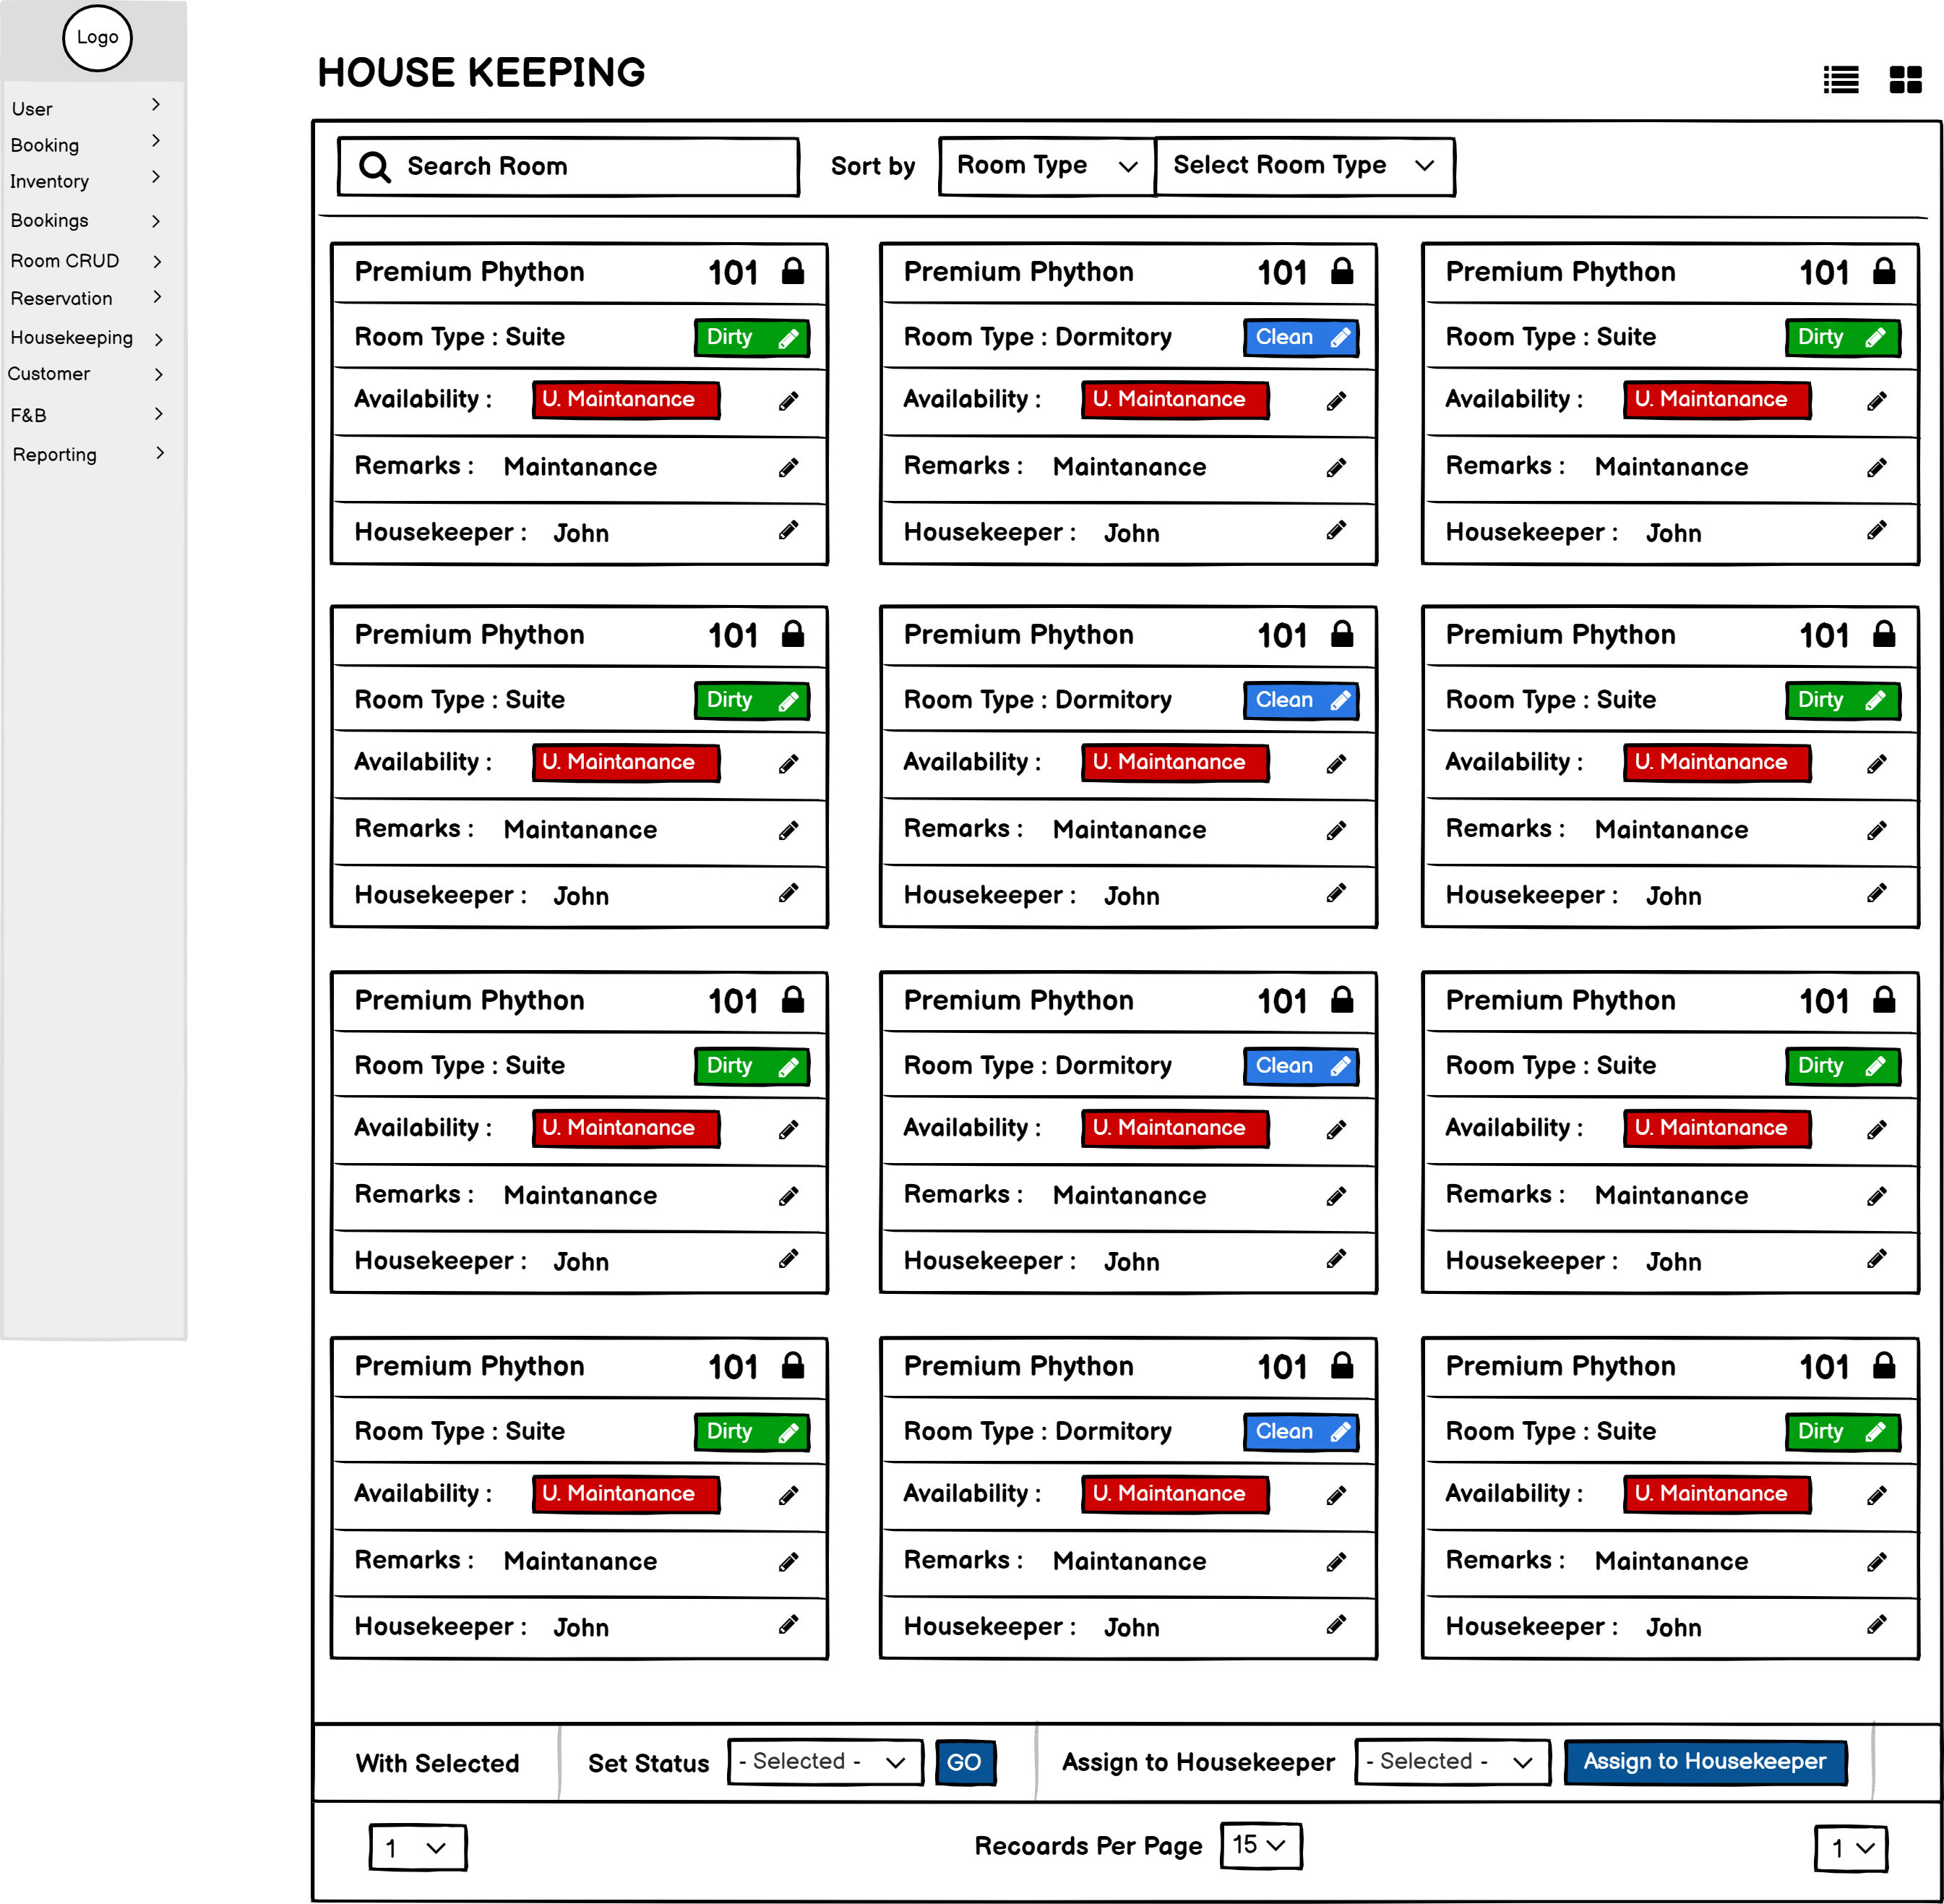 Logo
User
Booking
Inventory
Bookings
Room CRUD
Reservation
Housekeeping
Customer
F&B
Reporting
HOUSE KEEPING
Search Room Sort by Room Type Select Room Type
Premium Phython 101 Premium Phython 101 Premium Phython 101
Room Type : Suite Dirty Room Type : Dormitory Clean Room Type : Suite Dirty
Availability : U. Maintanance Availability : U. Maintanance Availability : U. Maintanance
Remarks : Maintanance Remarks : Maintanance Remarks : Maintanance
Housekeeper : John Housekeeper : John Housekeeper : John
Premium Phython 101 Premium Phython 101 Premium Phython 101
Room Type : Suite Dirty Room Type : Dormitory Clean Room Type : Suite Dirty
Availability : U. Maintanance Availability : U. Maintanance Availability : U. Maintanance
Remarks : Maintanance Remarks : Maintanance Remarks : Maintanance
Housekeeper : John Housekeeper : John Housekeeper : John
Premium Phython 101 Premium Phython 101 Premium Phython 101
Room Type : Suite Dirty Room Type : Dormitory Clean Room Type : Suite Dirty
Availability : U. Maintanance Availability : U. Maintanance Availability : U. Maintanance
Remarks : Maintanance Remarks : Maintanance Remarks : Maintanance
Housekeeper : John Housekeeper : John Housekeeper : John
Premium Phython 101 Premium Phython 101 Premium Phython 101
Room Type : Suite Dirty Room Type : Dormitory Clean Room Type : Suite Dirty
Availability : U. Maintanance Availability : U. Maintanance Availability : U. Maintanance
Remarks : Maintanance Remarks : Maintanance Remarks : Maintanance
Housekeeper : John Housekeeper : John Housekeeper : John
With Selected Set Status - Selected - GO Assign to Housekeeper - Selected - Assign to Housekeeper
1 Recoards Per Page 15 1